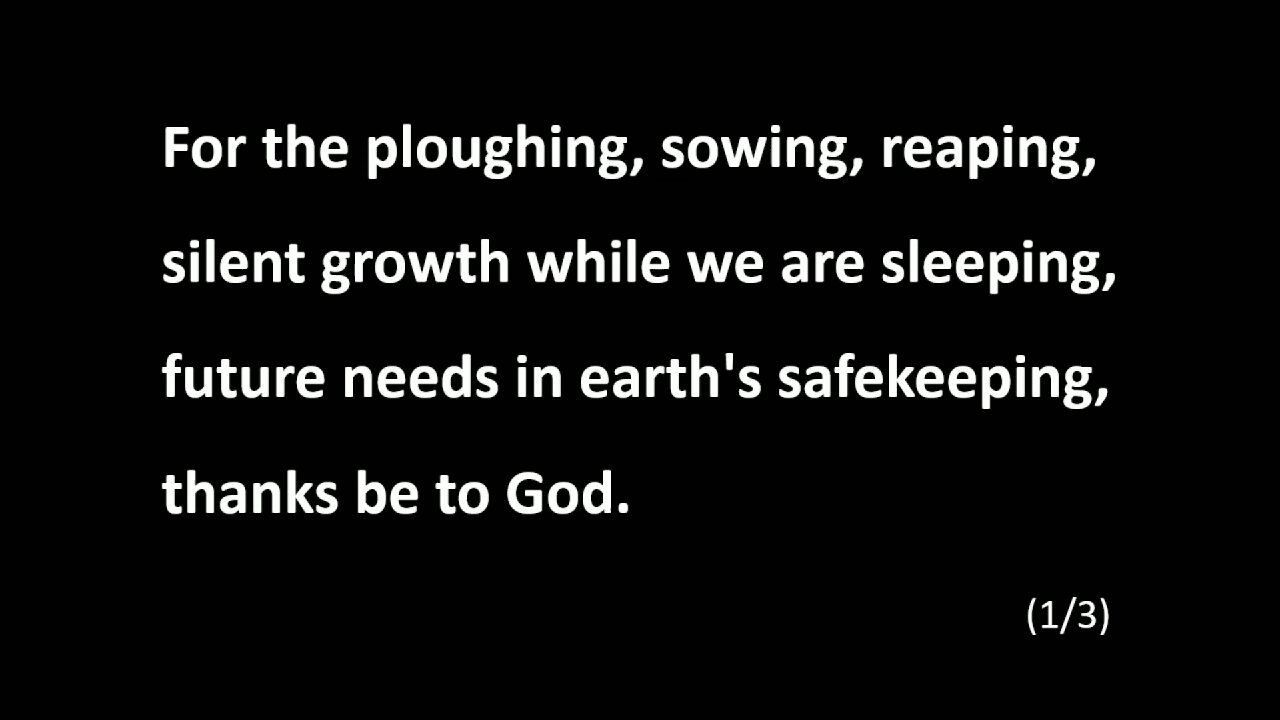 For the ploughing, sowing, reaping,
silent growth while we are sleeping,
future needs in earth's safekeeping,
thanks be to God.
(1/3)